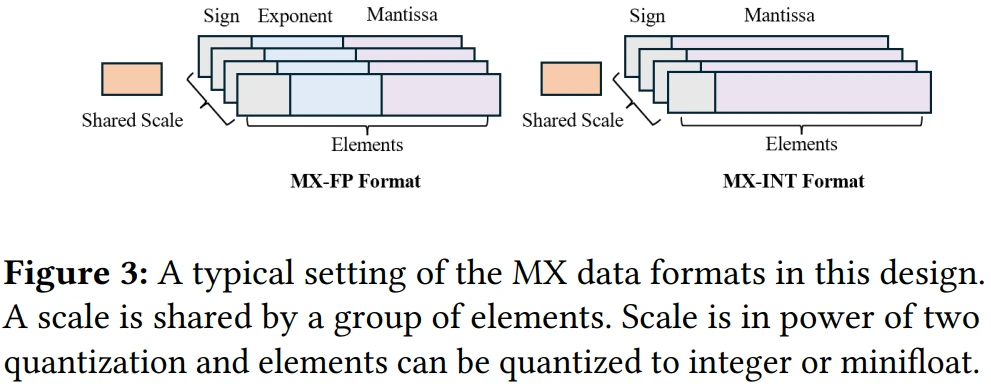 Sign Exponent Mantissa
Shared Scale
Elements
MX-FP Format
Sign Mantissa
Shared Scale
Elements
MX-INT Format
Figure 3: A typical setting of the MX data formats in this design.
A scale is shared by a group of elements. Scale is in power of two
quantization and elements can be quantized to integer or minifloat.